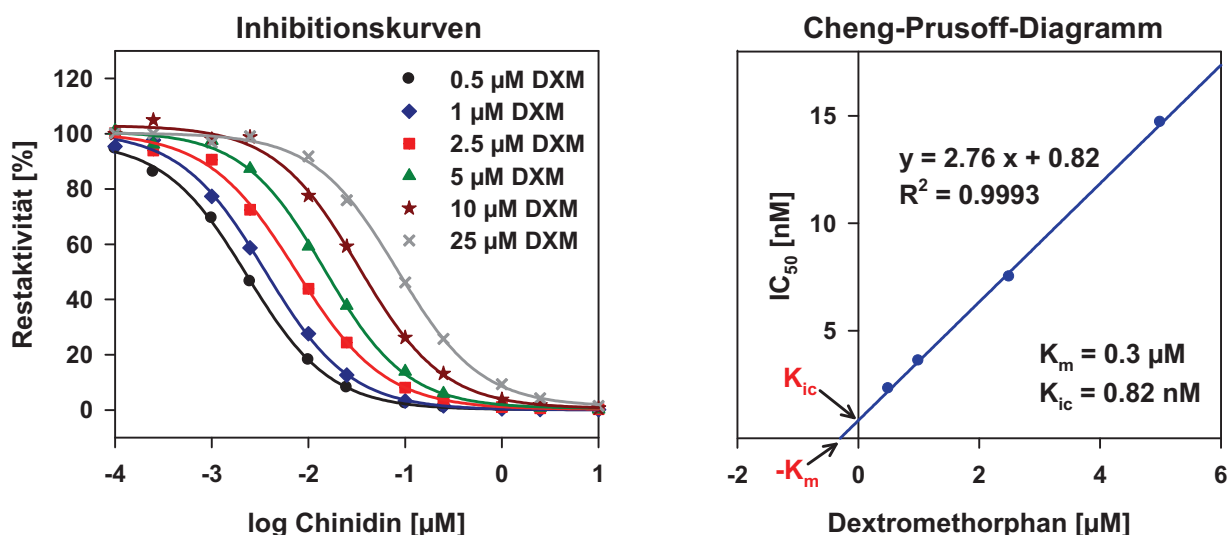 Inhibitionskurven
120
100
80
60
40
20
0
Restaktivität [%]
0.5 µM DXM
1 µM DXM
2.5 µM DXM
5 µM DXM
10 µM DXM
25 µM DXM
-4 -3 -2 -1 0 1
log Chinidin [µM]
Cheng-Prusoff-Diagramm
15
10
5
IC₅₀ [nM]
y = 2.76 x + 0.82
R² = 0.9993
Kₘ = 0.3 µM
K_ic = 0.82 nM
K_ic
-Kₘ
-2 0 2 4 6
Dextromethorphan [µM]